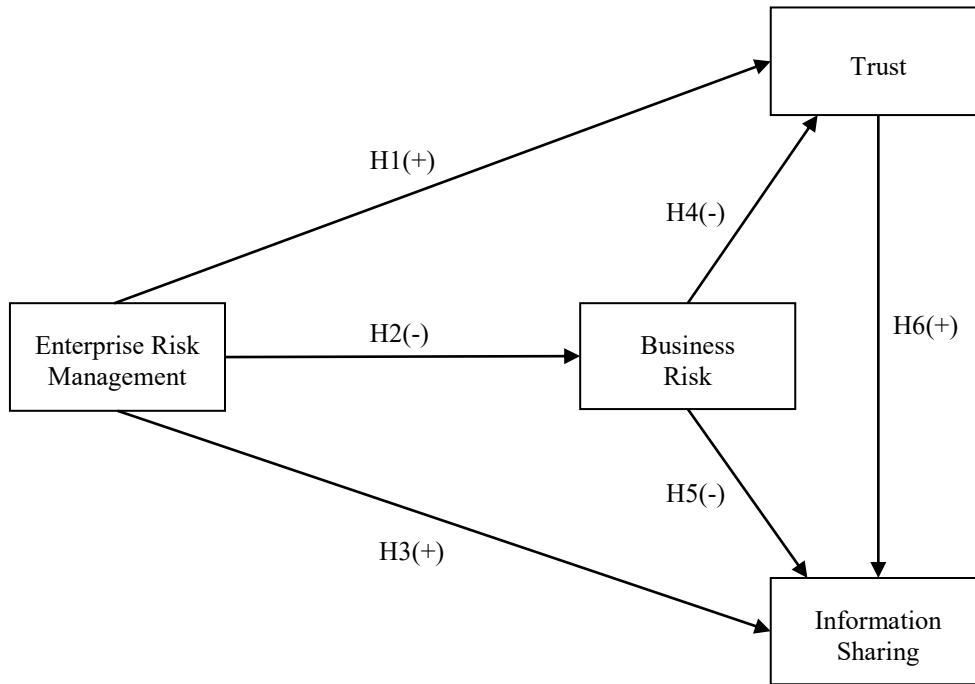 Trust
H1(+)
H4(-)
Enterprise Risk
Management
H2(-)
Business
Risk
H6(+)
H5(-)
H3(+)
Information
Sharing